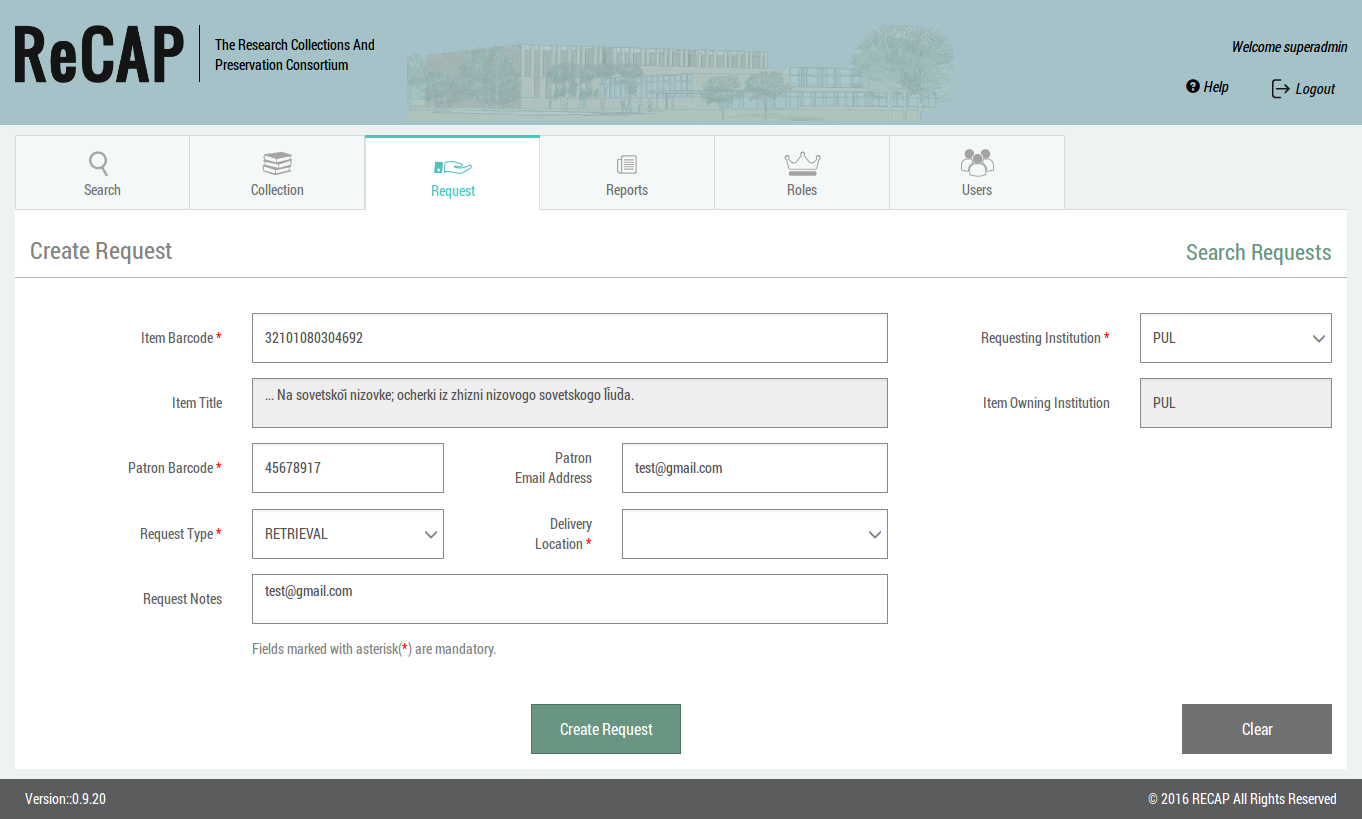 ReCAP
The Research Collections And
Preservation Consortium
Welcome superadmin
Help
Logout
Search
Collection
Request
Reports
Roles
Users
Create Request
Search Requests
Item Barcode *
32101080304692
Requesting Institution *
PUL
Item Title
... Na sovetskoĭ nizovke; ocherki iz zhizni nizovogo sovetskogo li︠u︡da.
Item Owning Institution
PUL
Patron Barcode *
45678917
Patron
Email Address
test@gmail.com
Request Type *
RETRIEVAL
Delivery
Location *
Request Notes
test@gmail.com
Fields marked with asterisk(*) are mandatory.
Create Request
Clear
Version::0.9.20
© 2016 RECAP All Rights Reserved